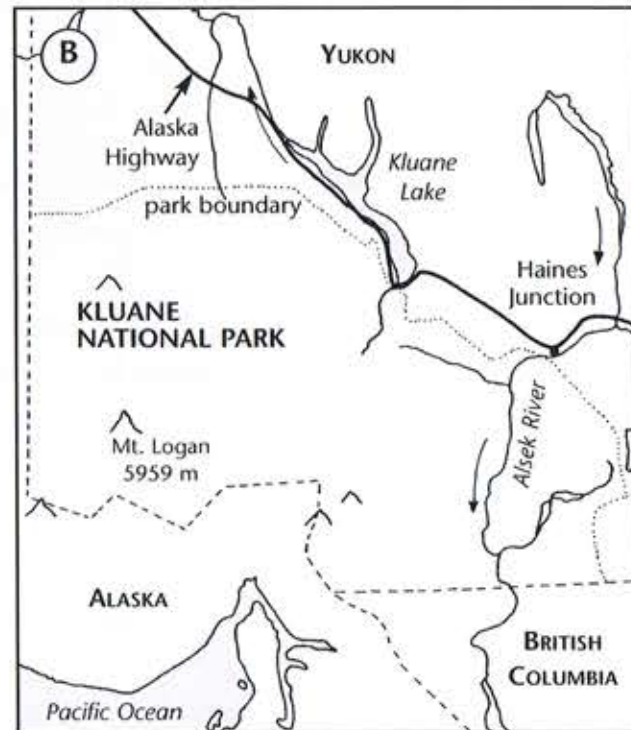 B
YUKON
Alaska
Highway
Kluane
Lake
park boundary
Haines
Junction
KLUANE
NATIONAL PARK
Alsek River
Mt. Logan
5959 m
ALASKA
BRITISH
COLUMBIA
Pacific Ocean